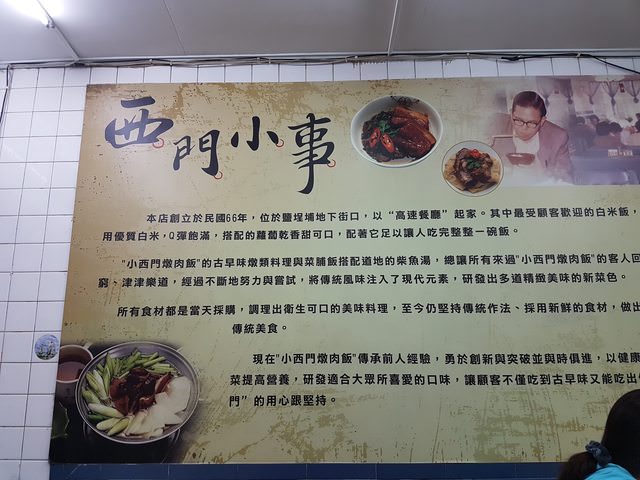 西門小事
本店創立於民國66年，位於鹽埕埔地下街口，以“高速餐廳”起家。其中最受顧客歡迎的白米飯，
用優質白米，Q彈飽滿，搭配的蘿蔔乾香甜可口，配著它足以讓人吃完整整一碗飯。
"小西門燉肉飯"的古早味燉類料理與菜脯飯搭配道地的柴魚湯，總讓所有來過"小西門燉肉飯"的客人回
窮、津津樂道，經過不斷地努力與嘗試，將傳統風味注入了現代元素，研發出多道精緻美味的新菜色。
所有食材都是當天採購，調理出衛生可口的美味料理，至今仍堅持傳統作法、採用新鮮的食材，做出
傳統美食。
現在"小西門燉肉飯"傳承前人經驗，勇於創新與突破並與時俱進，以健康
菜提高營養，研發適合大眾所喜愛的口味，讓顧客不僅吃到古早味又能吃出
門”的用心跟堅持。